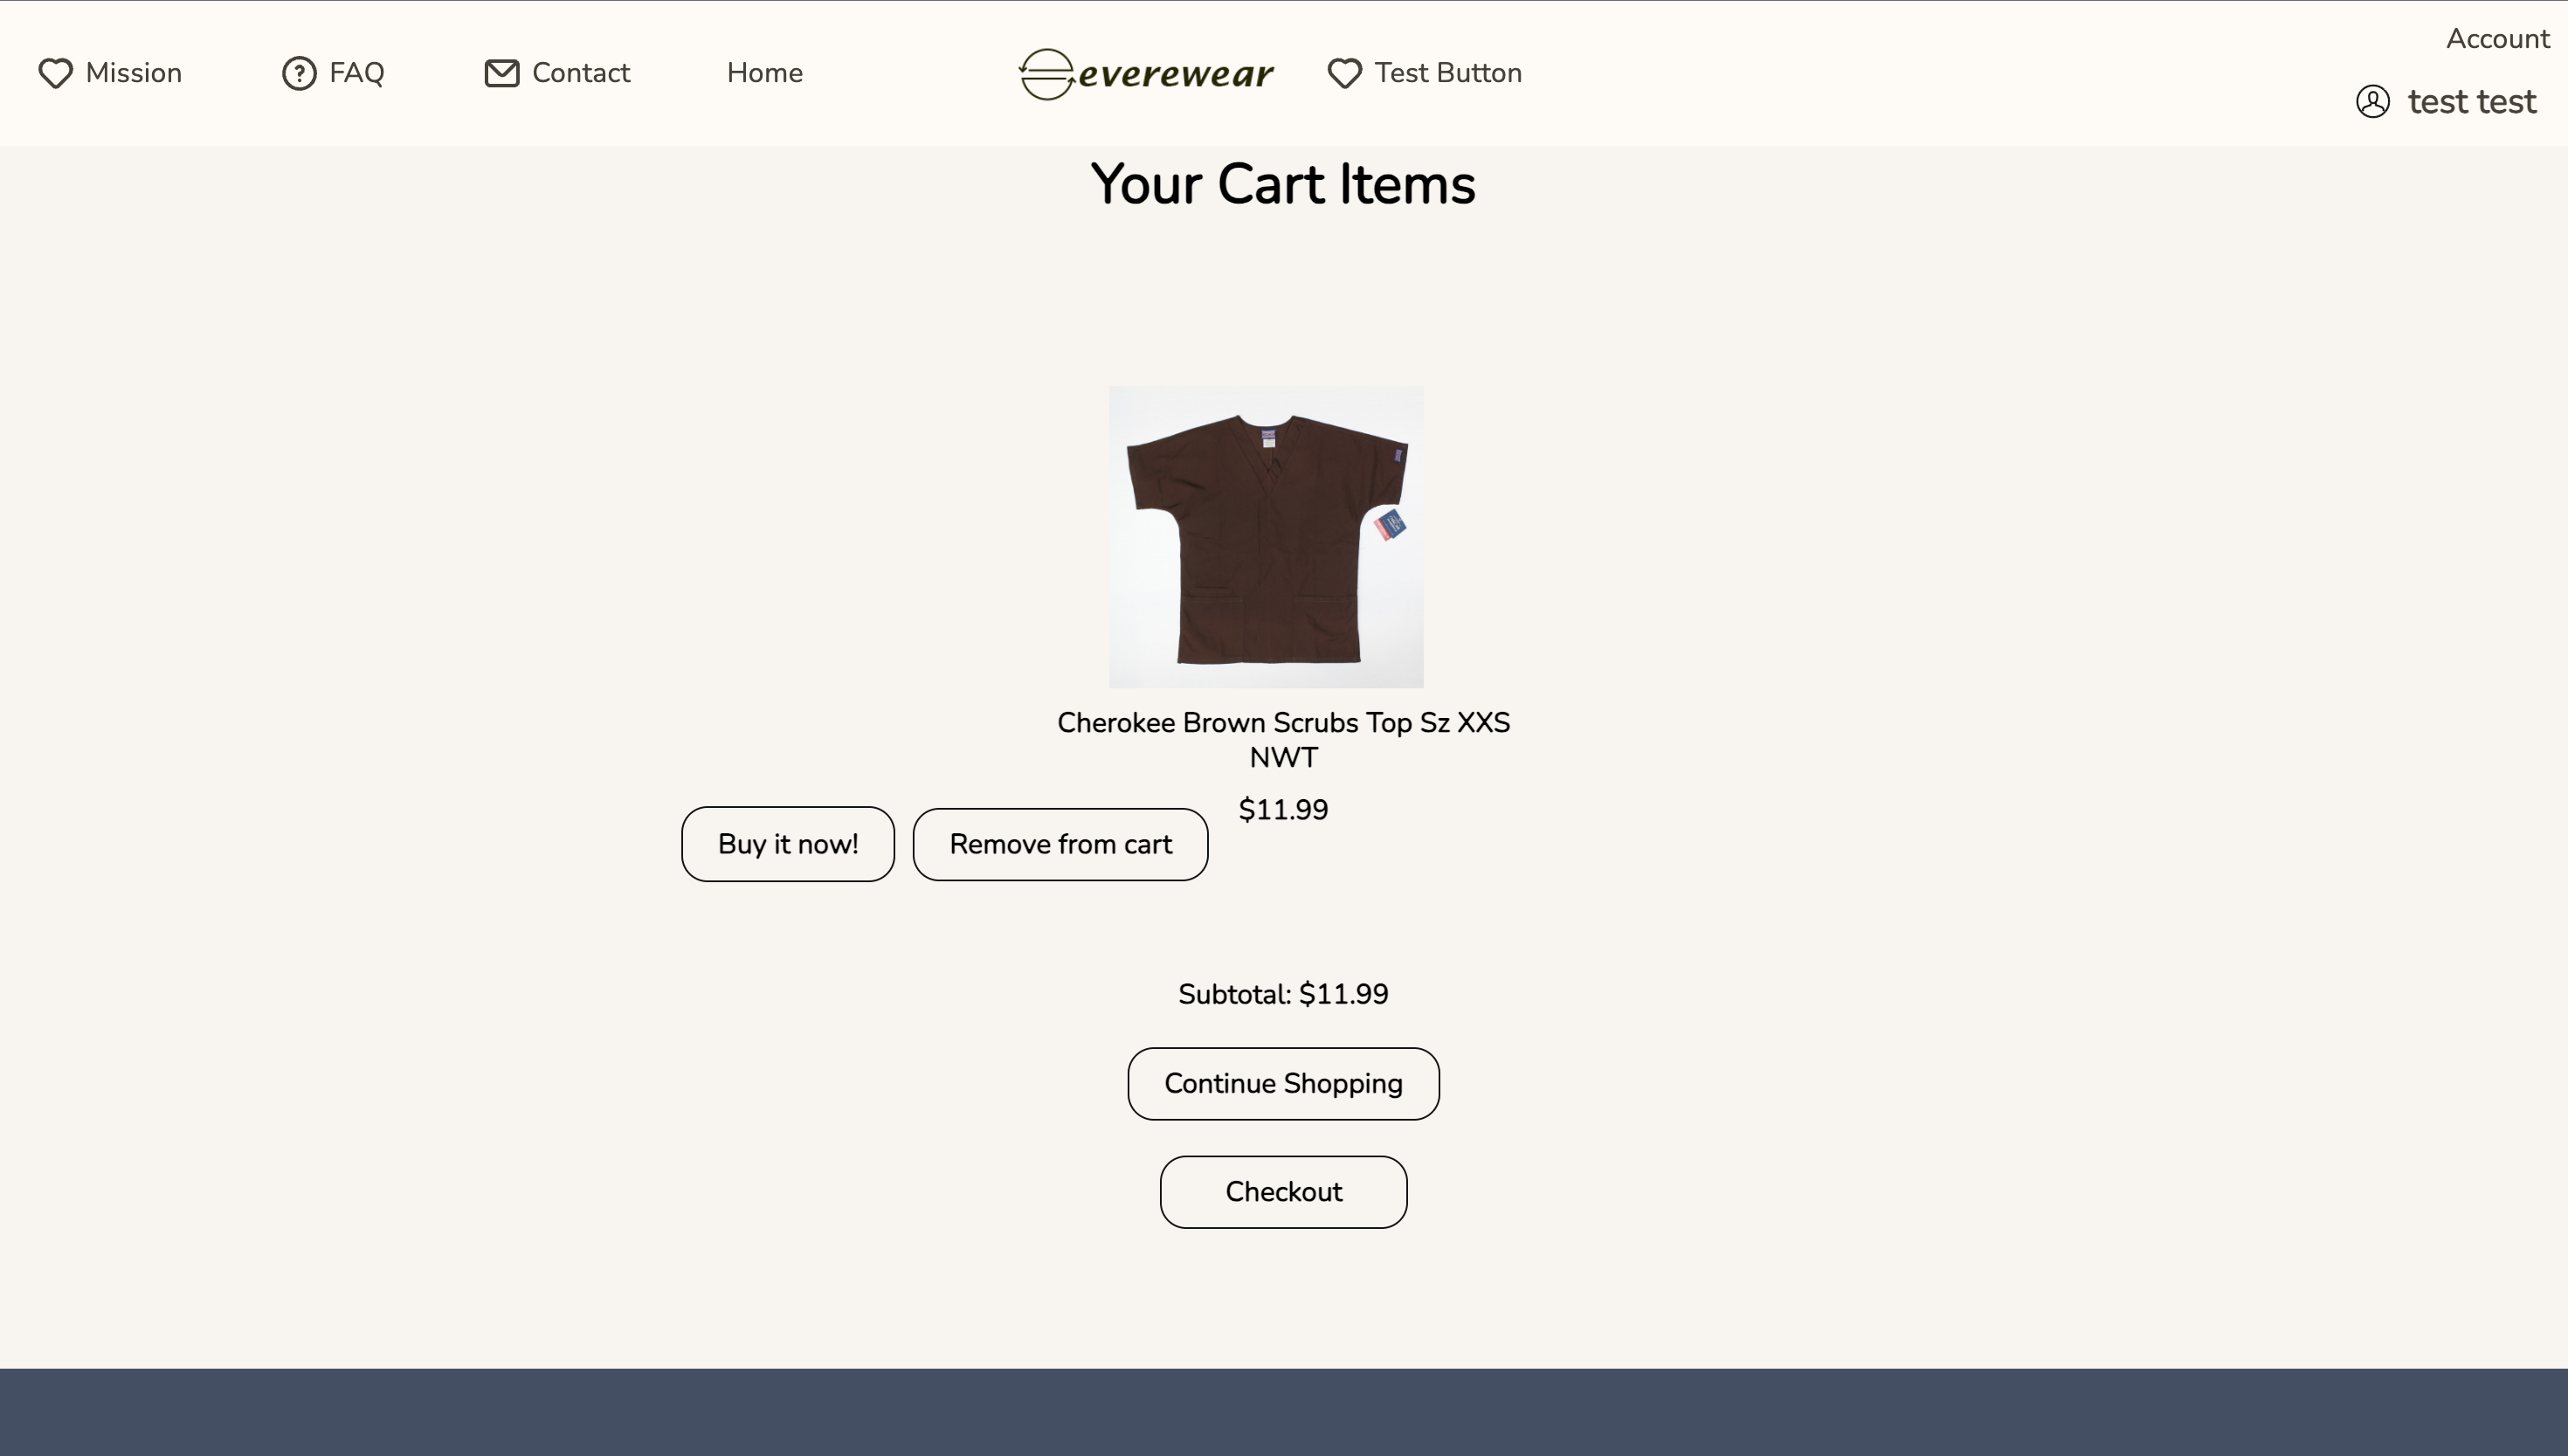 Account
Mission
FAQ
Contact
Home
everewear
Test Button
test test
Your Cart Items
Cherokee Brown Scrubs Top Sz XXS
NWT
$11.99
Buy it now!
Remove from cart
Subtotal: $11.99
Continue Shopping
Checkout